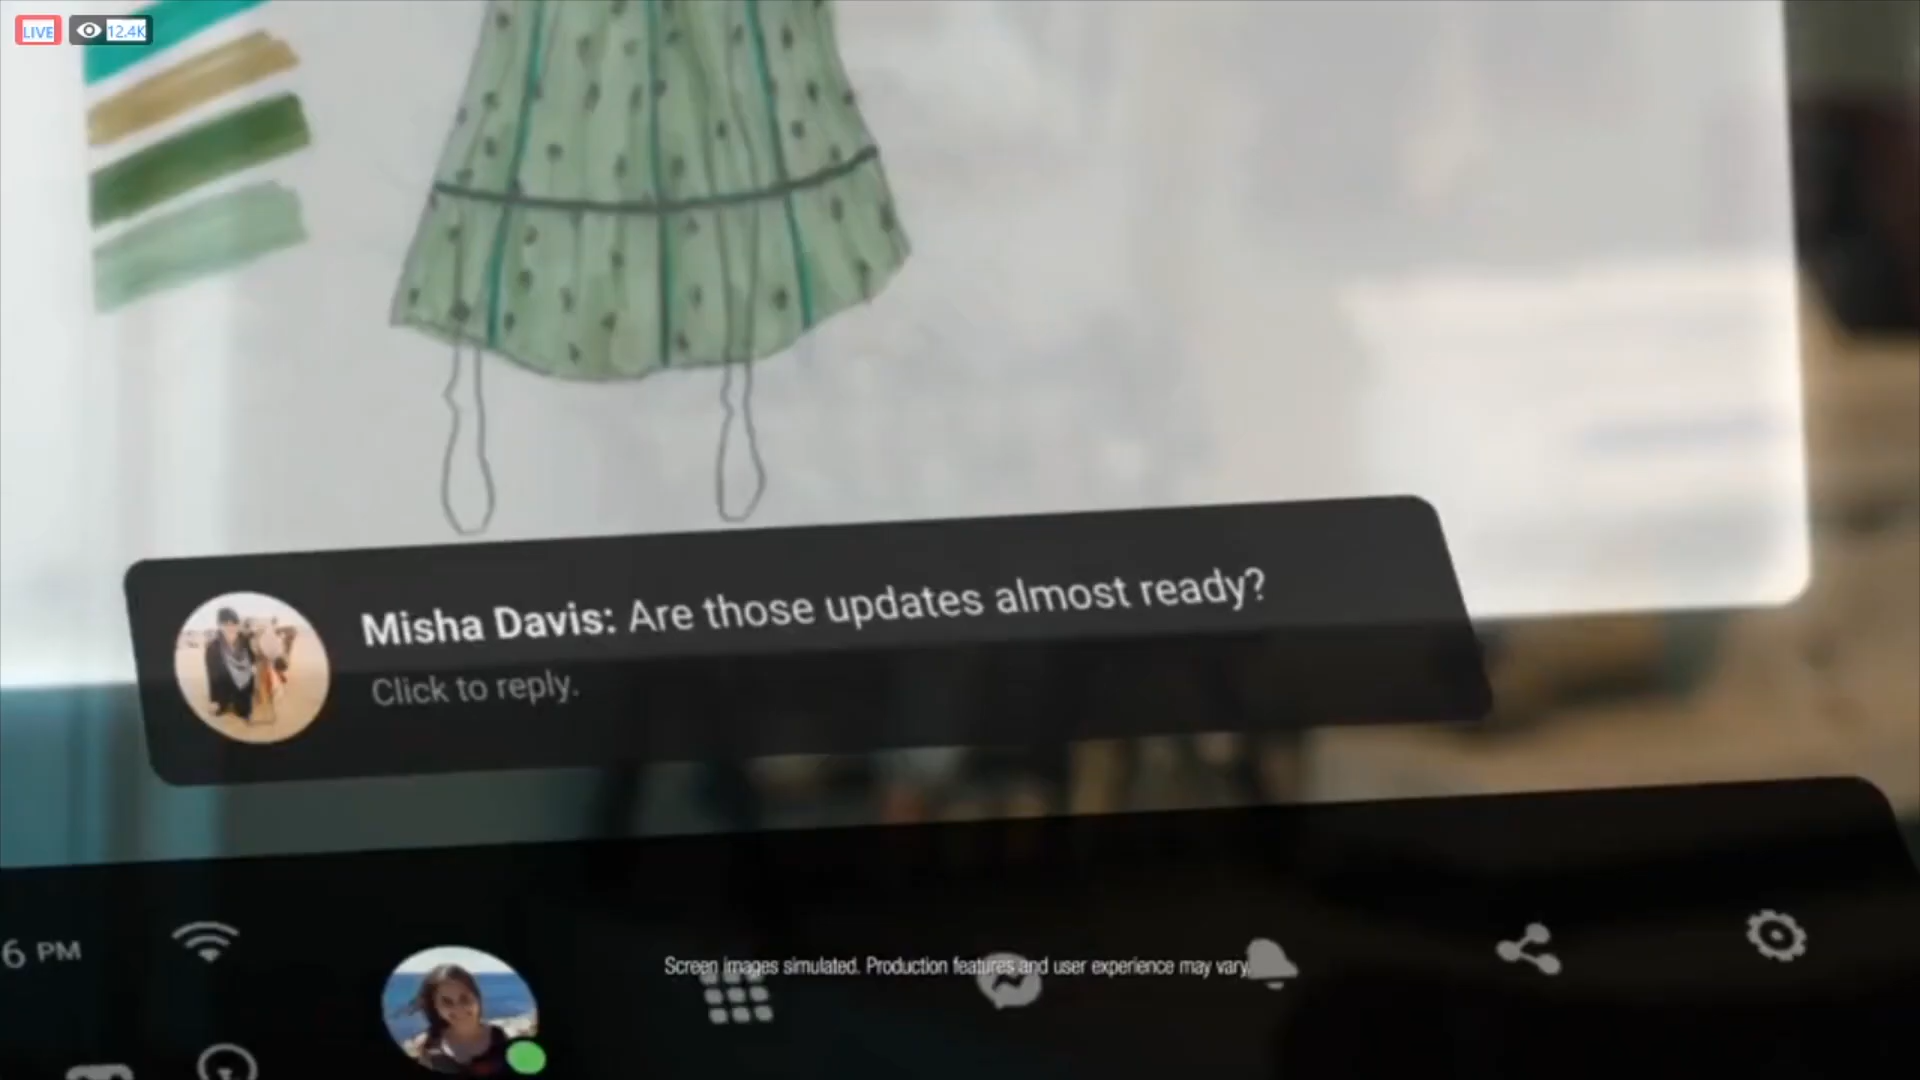 LIVE 12.4K
Misha Davis: Are those updates almost ready?
Click to reply.
6 PM
Screen images simulated. Production features and user experience may vary.